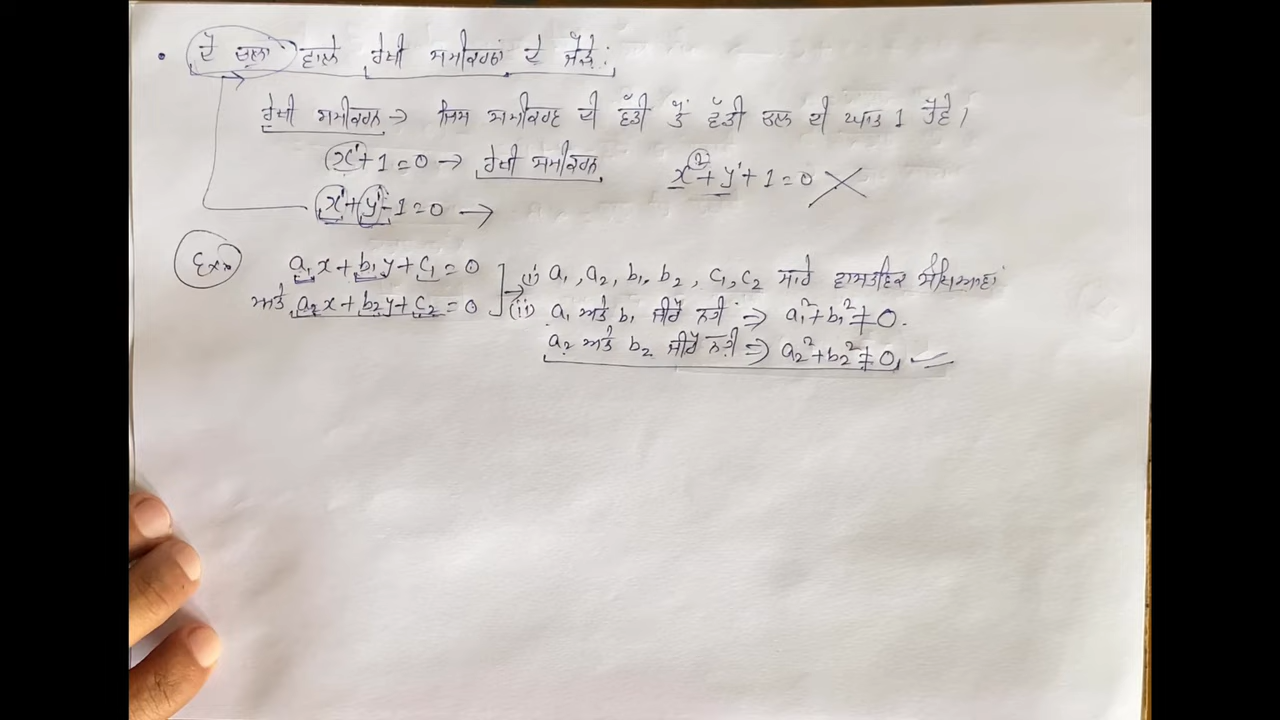 • ਦੋ ਚਲਾਂ ਵਾਲੇ ਰੇਖੀ ਸਮੀਕਰਣਾਂ ਦੇ ਜੋੜੇ:
ਰੇਖੀ ਸਮੀਕਰਨ → ਜਿਸ ਸਮੀਕਰਣ ਦੀ ਵੱਤੀ ਤੋਂ ਵੱਤੀ ਚਲ ਦੀ ਘਾਤ 1 ਹੋਵੇ।
x¹+1=0 → ਰੇਖੀ ਸਮੀਕਰਨ x²+y¹+1=0 ✗
x¹+y¹-1=0 →
a₁x+b₁y+c₁=0 → (i) a₁, a₂, b₁, b₂, c₁, c₂ ਸਾਰੇ ਵਾਸਤਵਿਕ ਸੰਖਿਆਵਾਂ
ਅਤੇ a₂x+b₂y+c₂=0 (ii) a₁ ਅਤੇ b₁ ਜੀਰੋ ਨਹੀਂ ⇒ a₁²+b₁²≠0.
a₂ ਅਤੇ b₂ ਜੀਰੋ ਨਹੀਂ ⇒ a₂²+b₂²≠0,